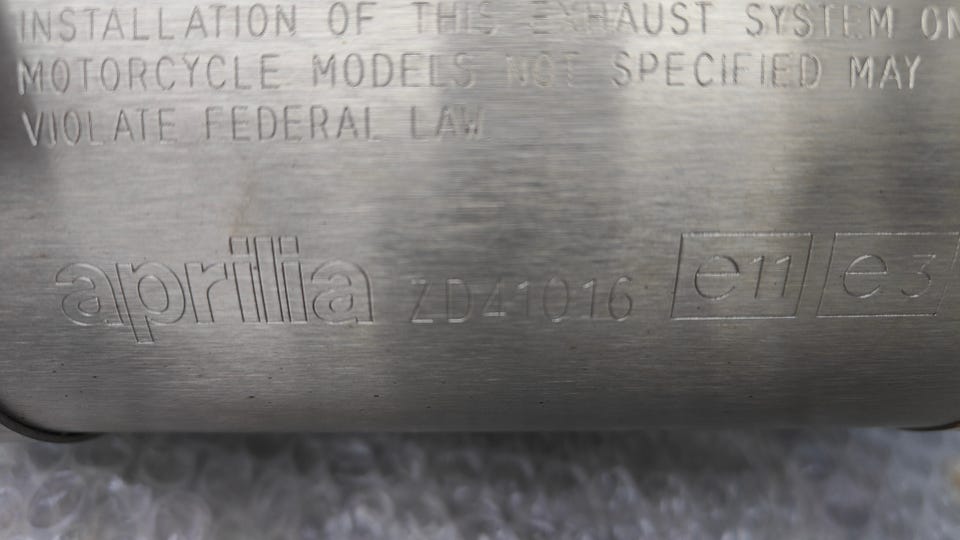 INSTALLATION OF THIS EXHAUST SYSTEM ON
MOTORCYCLE MODELS NOT SPECIFIED MAY
VIOLATE FEDERAL LAW
aprilia ZD41016 e11 e3